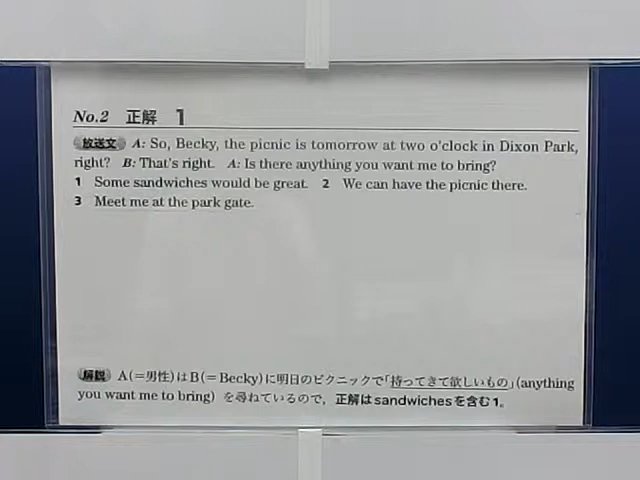 No.2 正解 1
放送文 A: So, Becky, the picnic is tomorrow at two o'clock in Dixon Park,
right? B: That's right. A: Is there anything you want me to bring?
1 Some sandwiches would be great. 2 We can have the picnic there.
3 Meet me at the park gate.
解説 A(=男性)はB(=Becky)に明日のピクニックで「持ってきて欲しいもの」(anything
you want me to bring) を尋ねているので,正解はsandwichesを含む1。